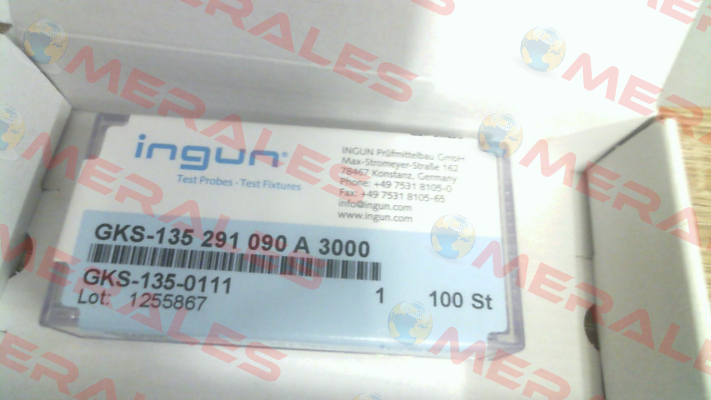 ingun®
Test Probes · Test Fixtures
INGUN Prüfmittelbau GmbH
Max-Stromeyer-Straße 162
78467 Konstanz, Germany
Phone: +49 7531 8105-0
Fax: +49 7531 8105-65
info@ingun.com
www.ingun.com
GKS-135 291 090 A 3000
GKS-135-0111
Lot: 1255867
1 100 St
MERALES
MERALES
MERALES
MERALES
MERALES
MERALES